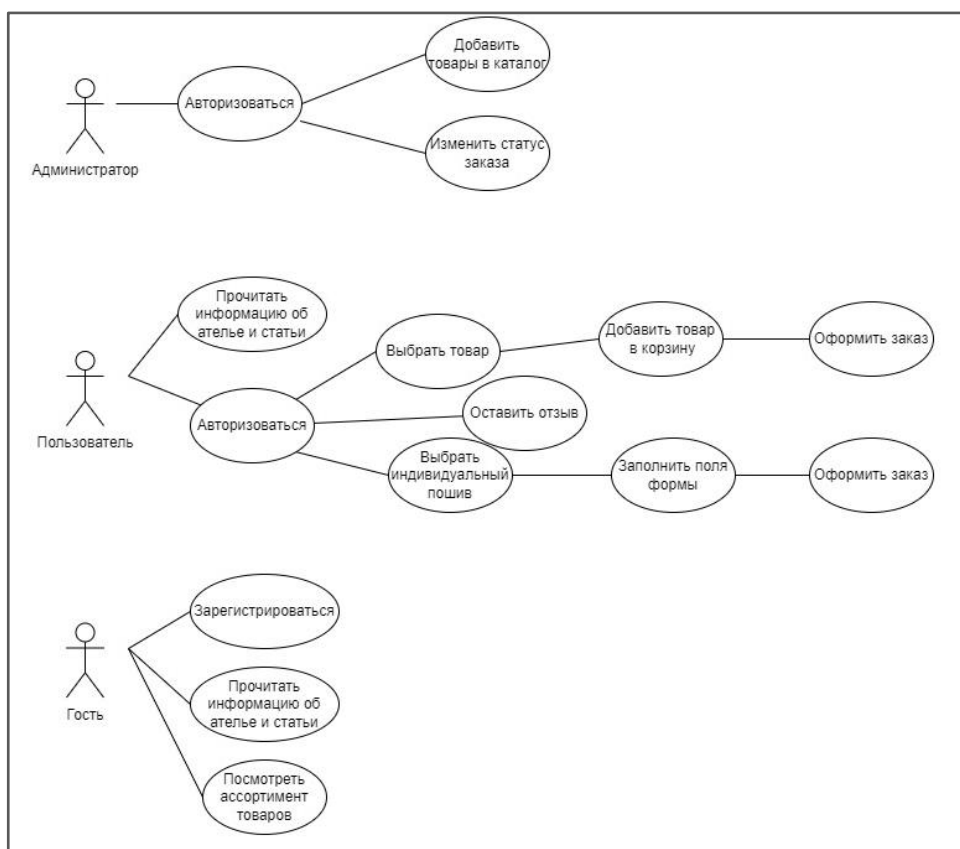 Добавить
товары в каталог
Авторизоваться
Изменить статус
заказа
Администратор
Прочитать
информацию об
ателье и статьи
Выбрать товар
Добавить товар
в корзину
Оформить заказ
Пользователь
Авторизоваться
Оставить отзыв
Выбрать
индивидуальный
пошив
Заполнить поля
формы
Оформить заказ
Зарегистрироваться
Гость
Прочитать
информацию об
ателье и статьи
Посмотреть
ассортимент
товаров